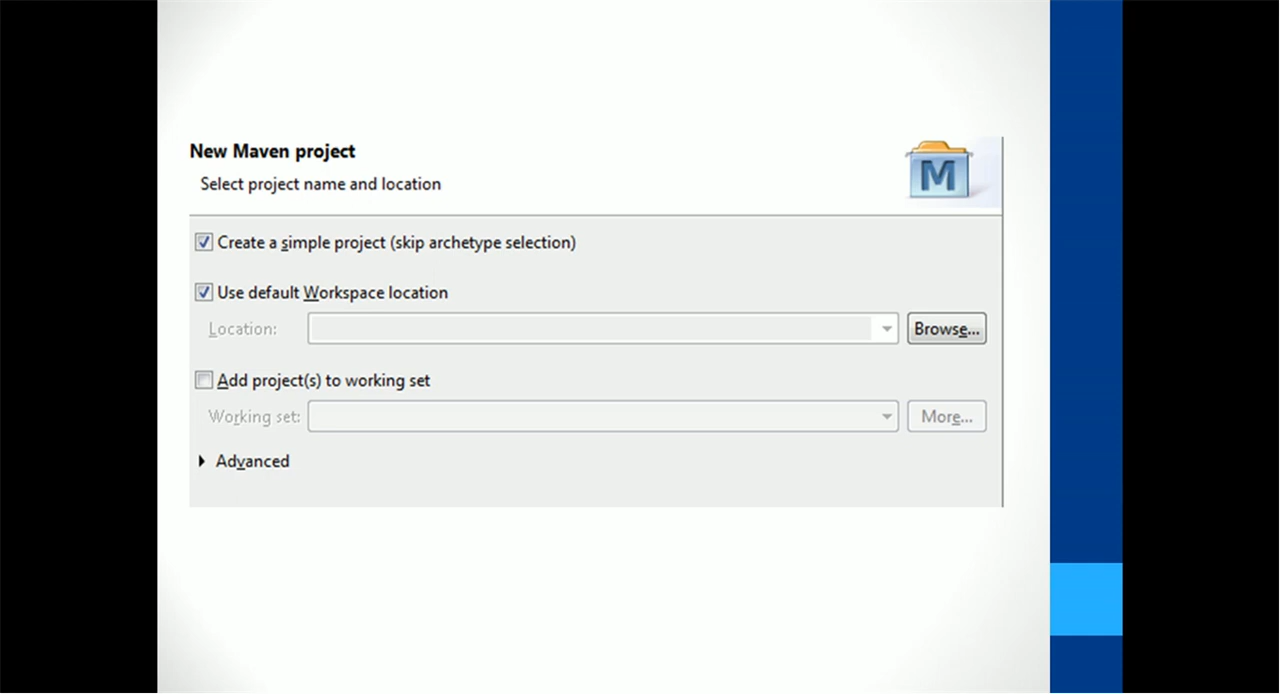 New Maven project
Select project name and location
M
Create a simple project (skip archetype selection)
Use default Workspace location
Location:
Browse...
Add project(s) to working set
Working set:
More...
Advanced